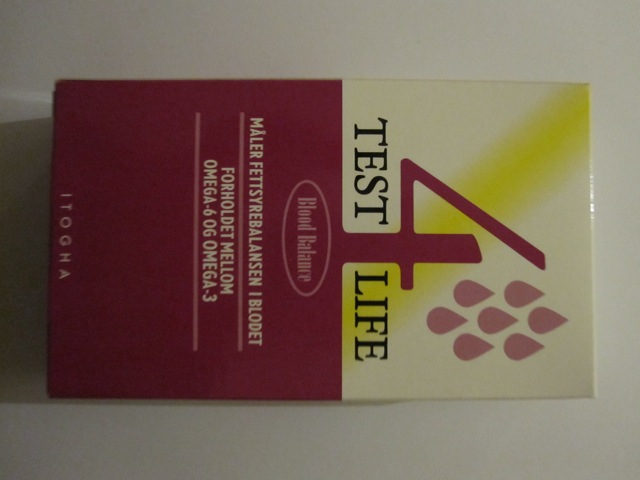 TEST 4 LIFE
Blood Balance
MÅLER FETTSYREBALANSEN I BLODET
FORHOLDET MELLOM
OMEGA-6 OG OMEGA-3
ITOGHA